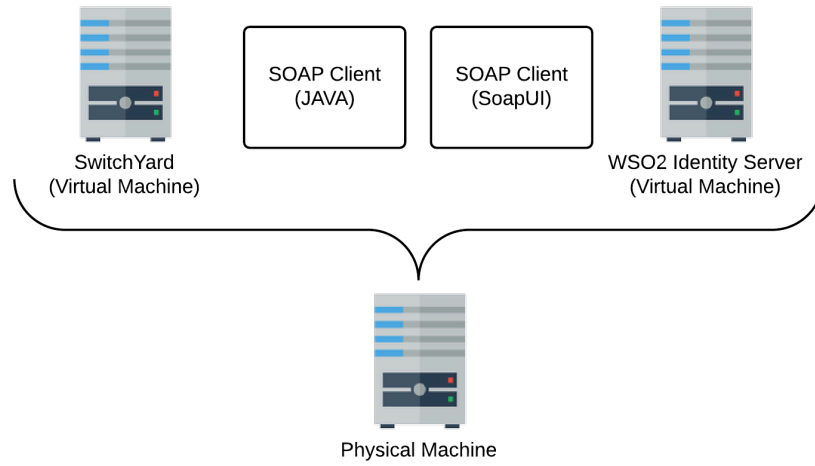 SOAP Client
(JAVA)
SOAP Client
(SoapUI)
SwitchYard
(Virtual Machine)
WSO2 Identity Server
(Virtual Machine)
Physical Machine